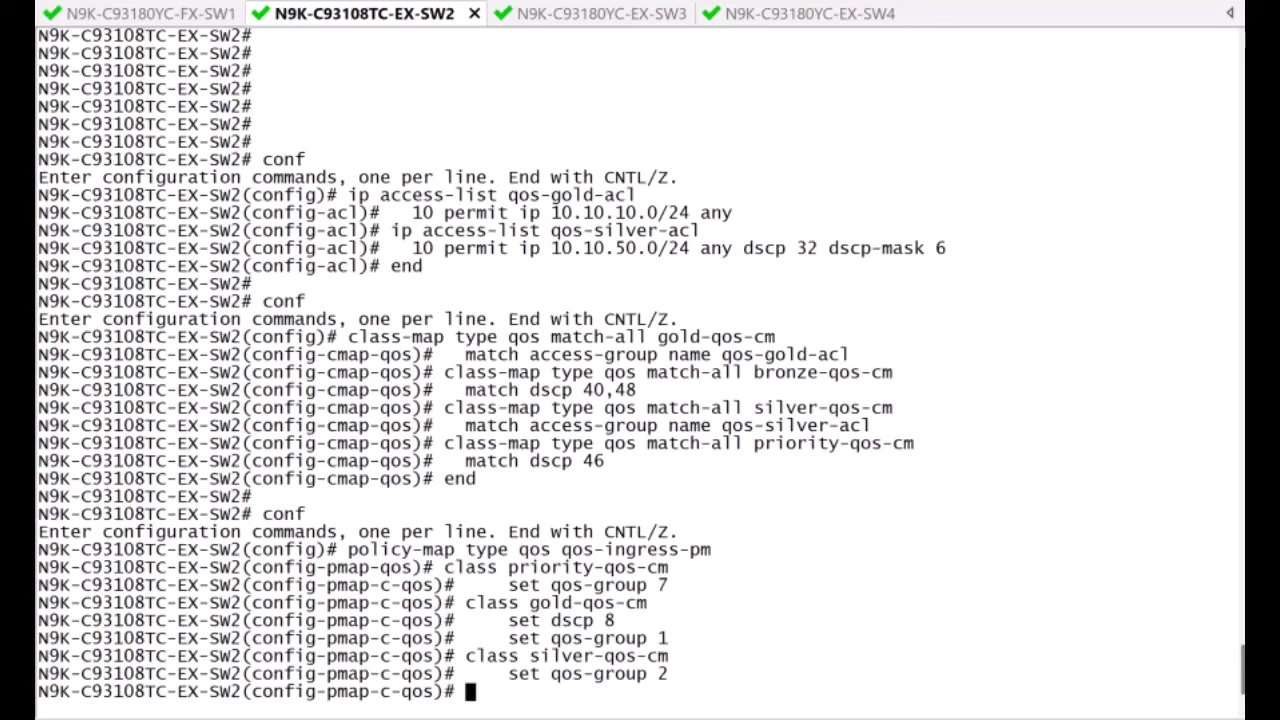 N9K-C93180YC-FX-SW1 N9K-C93108TC-EX-SW2 N9K-C93180YC-EX-SW3 N9K-C93180YC-EX-SW4
N9K-C93108TC-EX-SW2#
N9K-C93108TC-EX-SW2#
N9K-C93108TC-EX-SW2#
N9K-C93108TC-EX-SW2#
N9K-C93108TC-EX-SW2#
N9K-C93108TC-EX-SW2#
N9K-C93108TC-EX-SW2#
N9K-C93108TC-EX-SW2# conf
Enter configuration commands, one per line. End with CNTL/Z.
N9K-C93108TC-EX-SW2(config)# ip access-list qos-gold-acl
N9K-C93108TC-EX-SW2(config-acl)#   10 permit ip 10.10.10.0/24 any
N9K-C93108TC-EX-SW2(config-acl)# ip access-list qos-silver-acl
N9K-C93108TC-EX-SW2(config-acl)#   10 permit ip 10.10.50.0/24 any dscp 32 dscp-mask 6
N9K-C93108TC-EX-SW2(config-acl)# end
N9K-C93108TC-EX-SW2#
N9K-C93108TC-EX-SW2# conf
Enter configuration commands, one per line. End with CNTL/Z.
N9K-C93108TC-EX-SW2(config)# class-map type qos match-all gold-qos-cm
N9K-C93108TC-EX-SW2(config-cmap-qos)#   match access-group name qos-gold-acl
N9K-C93108TC-EX-SW2(config-cmap-qos)# class-map type qos match-all bronze-qos-cm
N9K-C93108TC-EX-SW2(config-cmap-qos)#   match dscp 40,48
N9K-C93108TC-EX-SW2(config-cmap-qos)# class-map type qos match-all silver-qos-cm
N9K-C93108TC-EX-SW2(config-cmap-qos)#   match access-group name qos-silver-acl
N9K-C93108TC-EX-SW2(config-cmap-qos)# class-map type qos match-all priority-qos-cm
N9K-C93108TC-EX-SW2(config-cmap-qos)#   match dscp 46
N9K-C93108TC-EX-SW2(config-cmap-qos)# end
N9K-C93108TC-EX-SW2#
N9K-C93108TC-EX-SW2# conf
Enter configuration commands, one per line. End with CNTL/Z.
N9K-C93108TC-EX-SW2(config)# policy-map type qos qos-ingress-pm
N9K-C93108TC-EX-SW2(config-pmap-qos)# class priority-qos-cm
N9K-C93108TC-EX-SW2(config-pmap-c-qos)#     set qos-group 7
N9K-C93108TC-EX-SW2(config-pmap-c-qos)# class gold-qos-cm
N9K-C93108TC-EX-SW2(config-pmap-c-qos)#     set dscp 8
N9K-C93108TC-EX-SW2(config-pmap-c-qos)#     set qos-group 1
N9K-C93108TC-EX-SW2(config-pmap-c-qos)# class silver-qos-cm
N9K-C93108TC-EX-SW2(config-pmap-c-qos)#     set qos-group 2
N9K-C93108TC-EX-SW2(config-pmap-c-qos)#